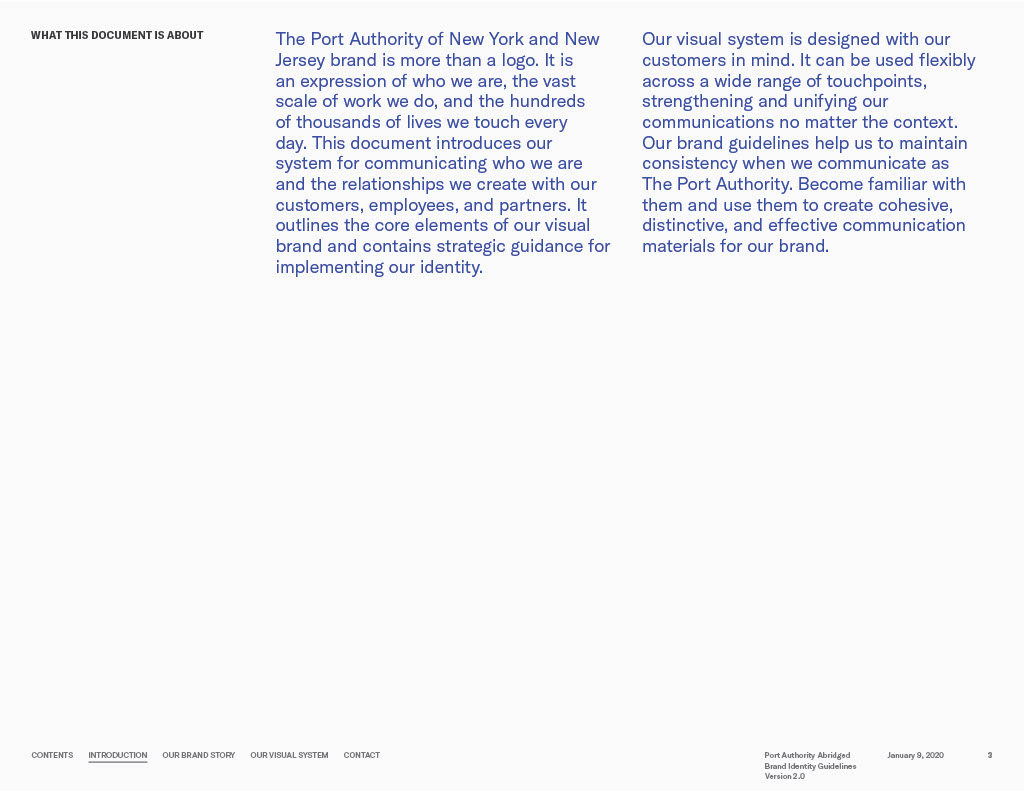 WHAT THIS DOCUMENT IS ABOUT
The Port Authority of New York and New
Jersey brand is more than a logo. It is
an expression of who we are, the vast
scale of work we do, and the hundreds
of thousands of lives we touch every
day. This document introduces our
system for communicating who we are
and the relationships we create with our
customers, employees, and partners. It
outlines the core elements of our visual
brand and contains strategic guidance for
implementing our identity.
Our visual system is designed with our
customers in mind. It can be used flexibly
across a wide range of touchpoints,
strengthening and unifying our
communications no matter the context.
Our brand guidelines help us to maintain
consistency when we communicate as
The Port Authority. Become familiar with
them and use them to create cohesive,
distinctive, and effective communication
materials for our brand.
CONTENTS INTRODUCTION OUR BRAND STORY OUR VISUAL SYSTEM CONTACT
Port Authority Abridged
Brand Identity Guidelines
Version 2.0
January 9, 2020
3